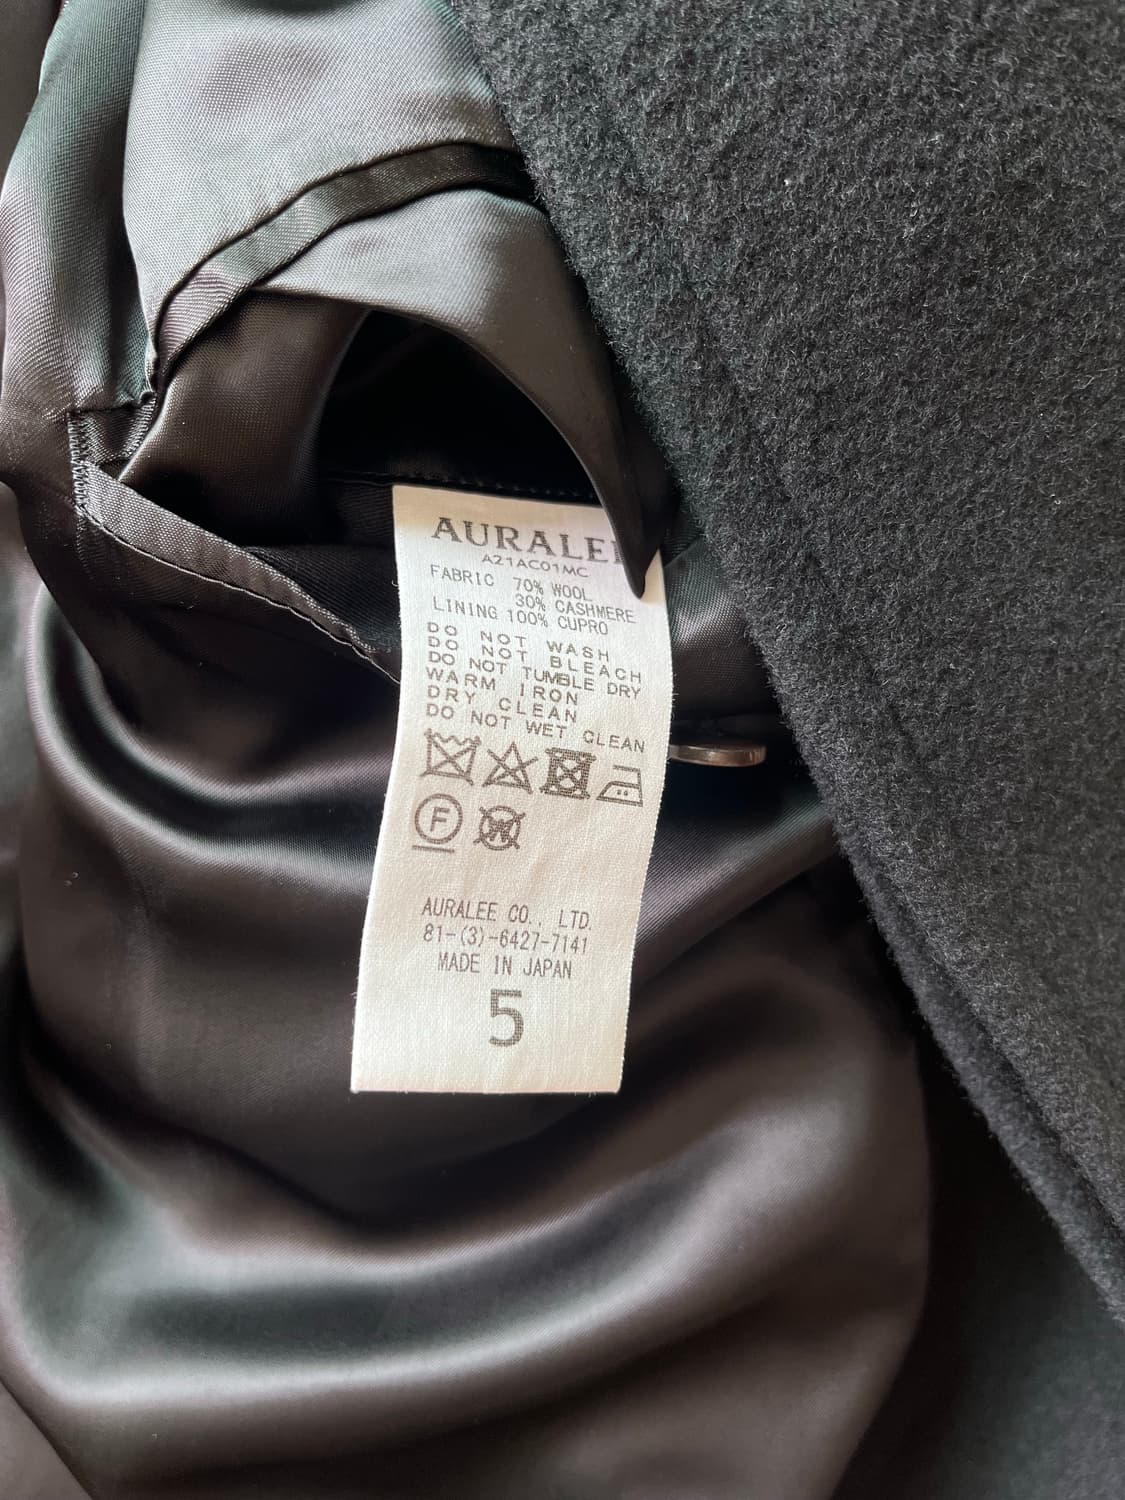 AURALEE
A21AC01MC
FABRIC 70% WOOL
30% CASHMERE
LINING 100% CUPRO
DO NOT WASH
DO NOT BLEACH
DO NOT TUMBLE DRY
WARM IRON
DRY CLEAN
DO NOT WET CLEAN
F W
AURALEE CO., LTD.
81-(3)-6427-7141
MADE IN JAPAN
5